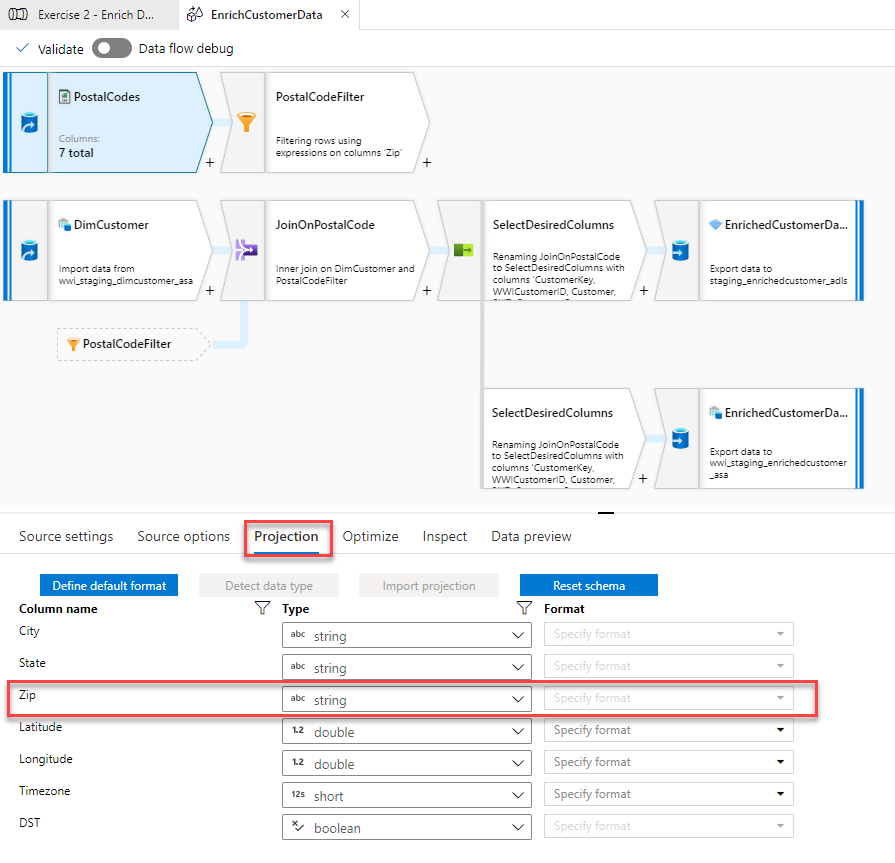 Exercise 2 - Enrich D...
EnrichCustomerData
Validate
Data flow debug
PostalCodes
Columns:
7 total
+
PostalCodeFilter
Filtering rows using
expressions on columns 'Zip'
+
DimCustomer
Import data from
wwi_staging_dimcustomer_asa
+
JoinOnPostalCode
Inner join on DimCustomer and
PostalCodeFilter
+
SelectDesiredColumns
Renaming JoinOnPostalCode
to SelectDesiredColumns with
columns 'CustomerKey,
WWICustomerID, Customer,
+
EnrichedCustomerDa...
Export data to
staging_enrichedcustomer_adls
PostalCodeFilter
SelectDesiredColumns
Renaming JoinOnPostalCode
to SelectDesiredColumns with
columns 'CustomerKey,
WWICustomerID, Customer,
+
EnrichedCustomerDa...
Export data to
wwi_staging_enrichedcustomer
_asa
Source settings
Source options
Projection
Optimize
Inspect
Data preview
Define default format
Detect data type
Import projection
Reset schema
Column name
Type
Format
City
abc string
Specify format
State
abc string
Specify format
Zip
abc string
Specify format
Latitude
1.2 double
Specify format
Longitude
1.2 double
Specify format
Timezone
12s short
Specify format
DST
boolean
Specify format